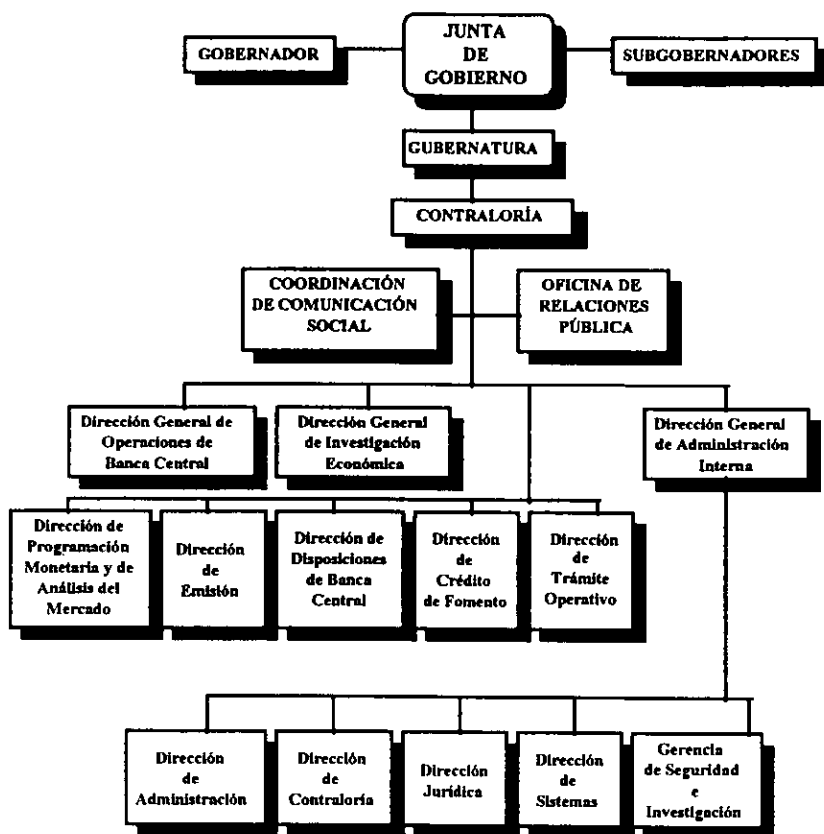 GOBERNADOR
JUNTA
DE
GOBIERNO
SUBGOBERNADORES
GUBERNATURA
CONTRALORÍA
COORDINACIÓN
DE COMUNICACIÓN
SOCIAL
OFICINA DE
RELACIONES
PÚBLICA
Dirección General de
Operaciones de
Banca Central
Dirección General
de Investigación
Económica
Dirección General
de Administración
Interna
Dirección de
Programación
Monetaria y de
Análisis del
Mercado
Dirección
de
Emisión
Dirección de
Disposiciones
de Banca
Central
Dirección
de
Crédito
de Fomento
Dirección
de
Trámite
Operativo
Dirección
de
Administración
Dirección
de
Contraloría
Dirección
Jurídica
Dirección
de
Sistemas
Gerencia
de Seguridad
e
Investigación